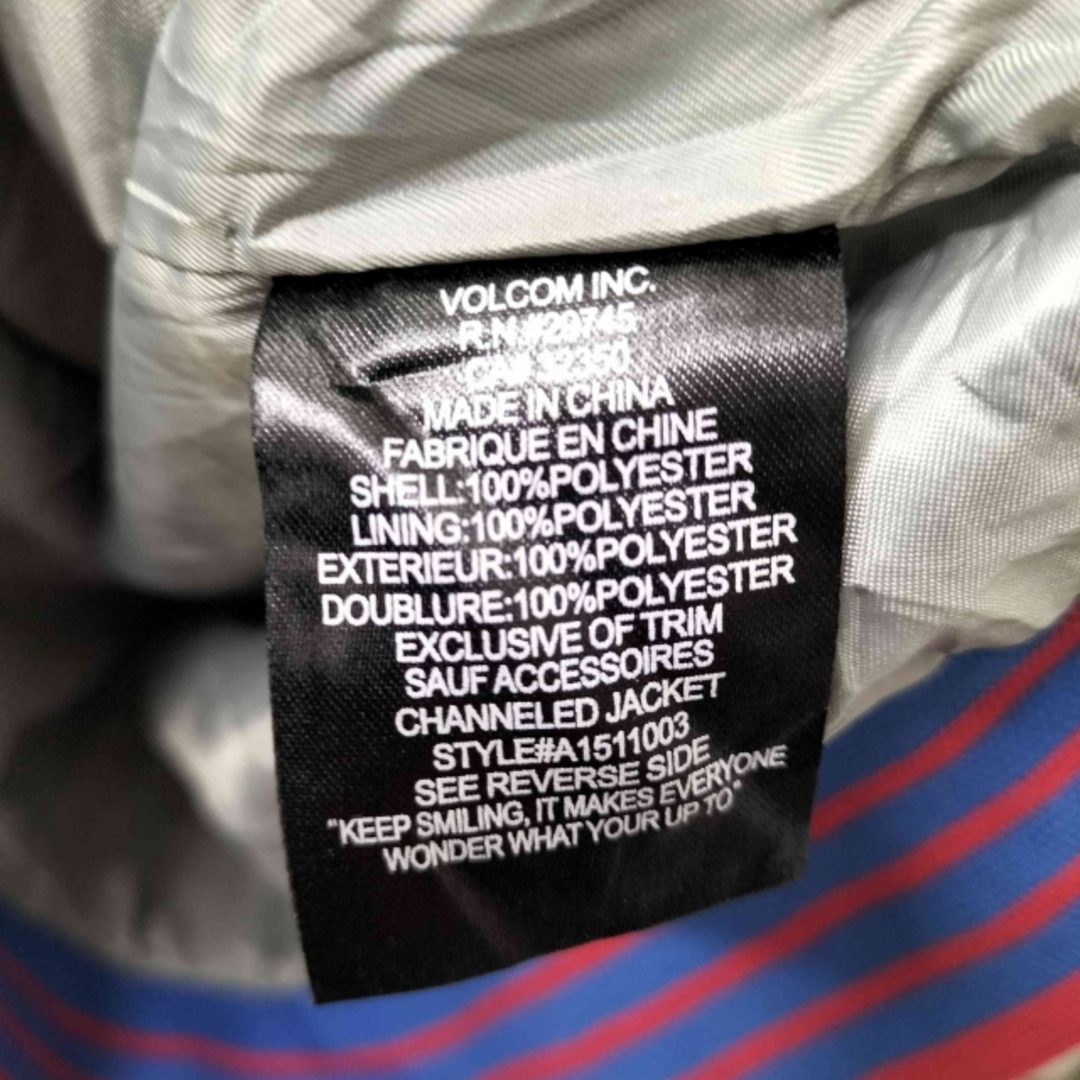 VOLCOM INC.
R.N.#29745
CA# 32350
MADE IN CHINA
FABRIQUE EN CHINE
SHELL:100%POLYESTER
LINING:100%POLYESTER
EXTERIEUR:100%POLYESTER
DOUBLURE:100%POLYESTER
EXCLUSIVE OF TRIM
SAUF ACCESSOIRES
CHANNELED JACKET
STYLE#A1511003
SEE REVERSE SIDE
"KEEP SMILING, IT MAKES EVERYONE
WONDER WHAT YOUR UP TO"